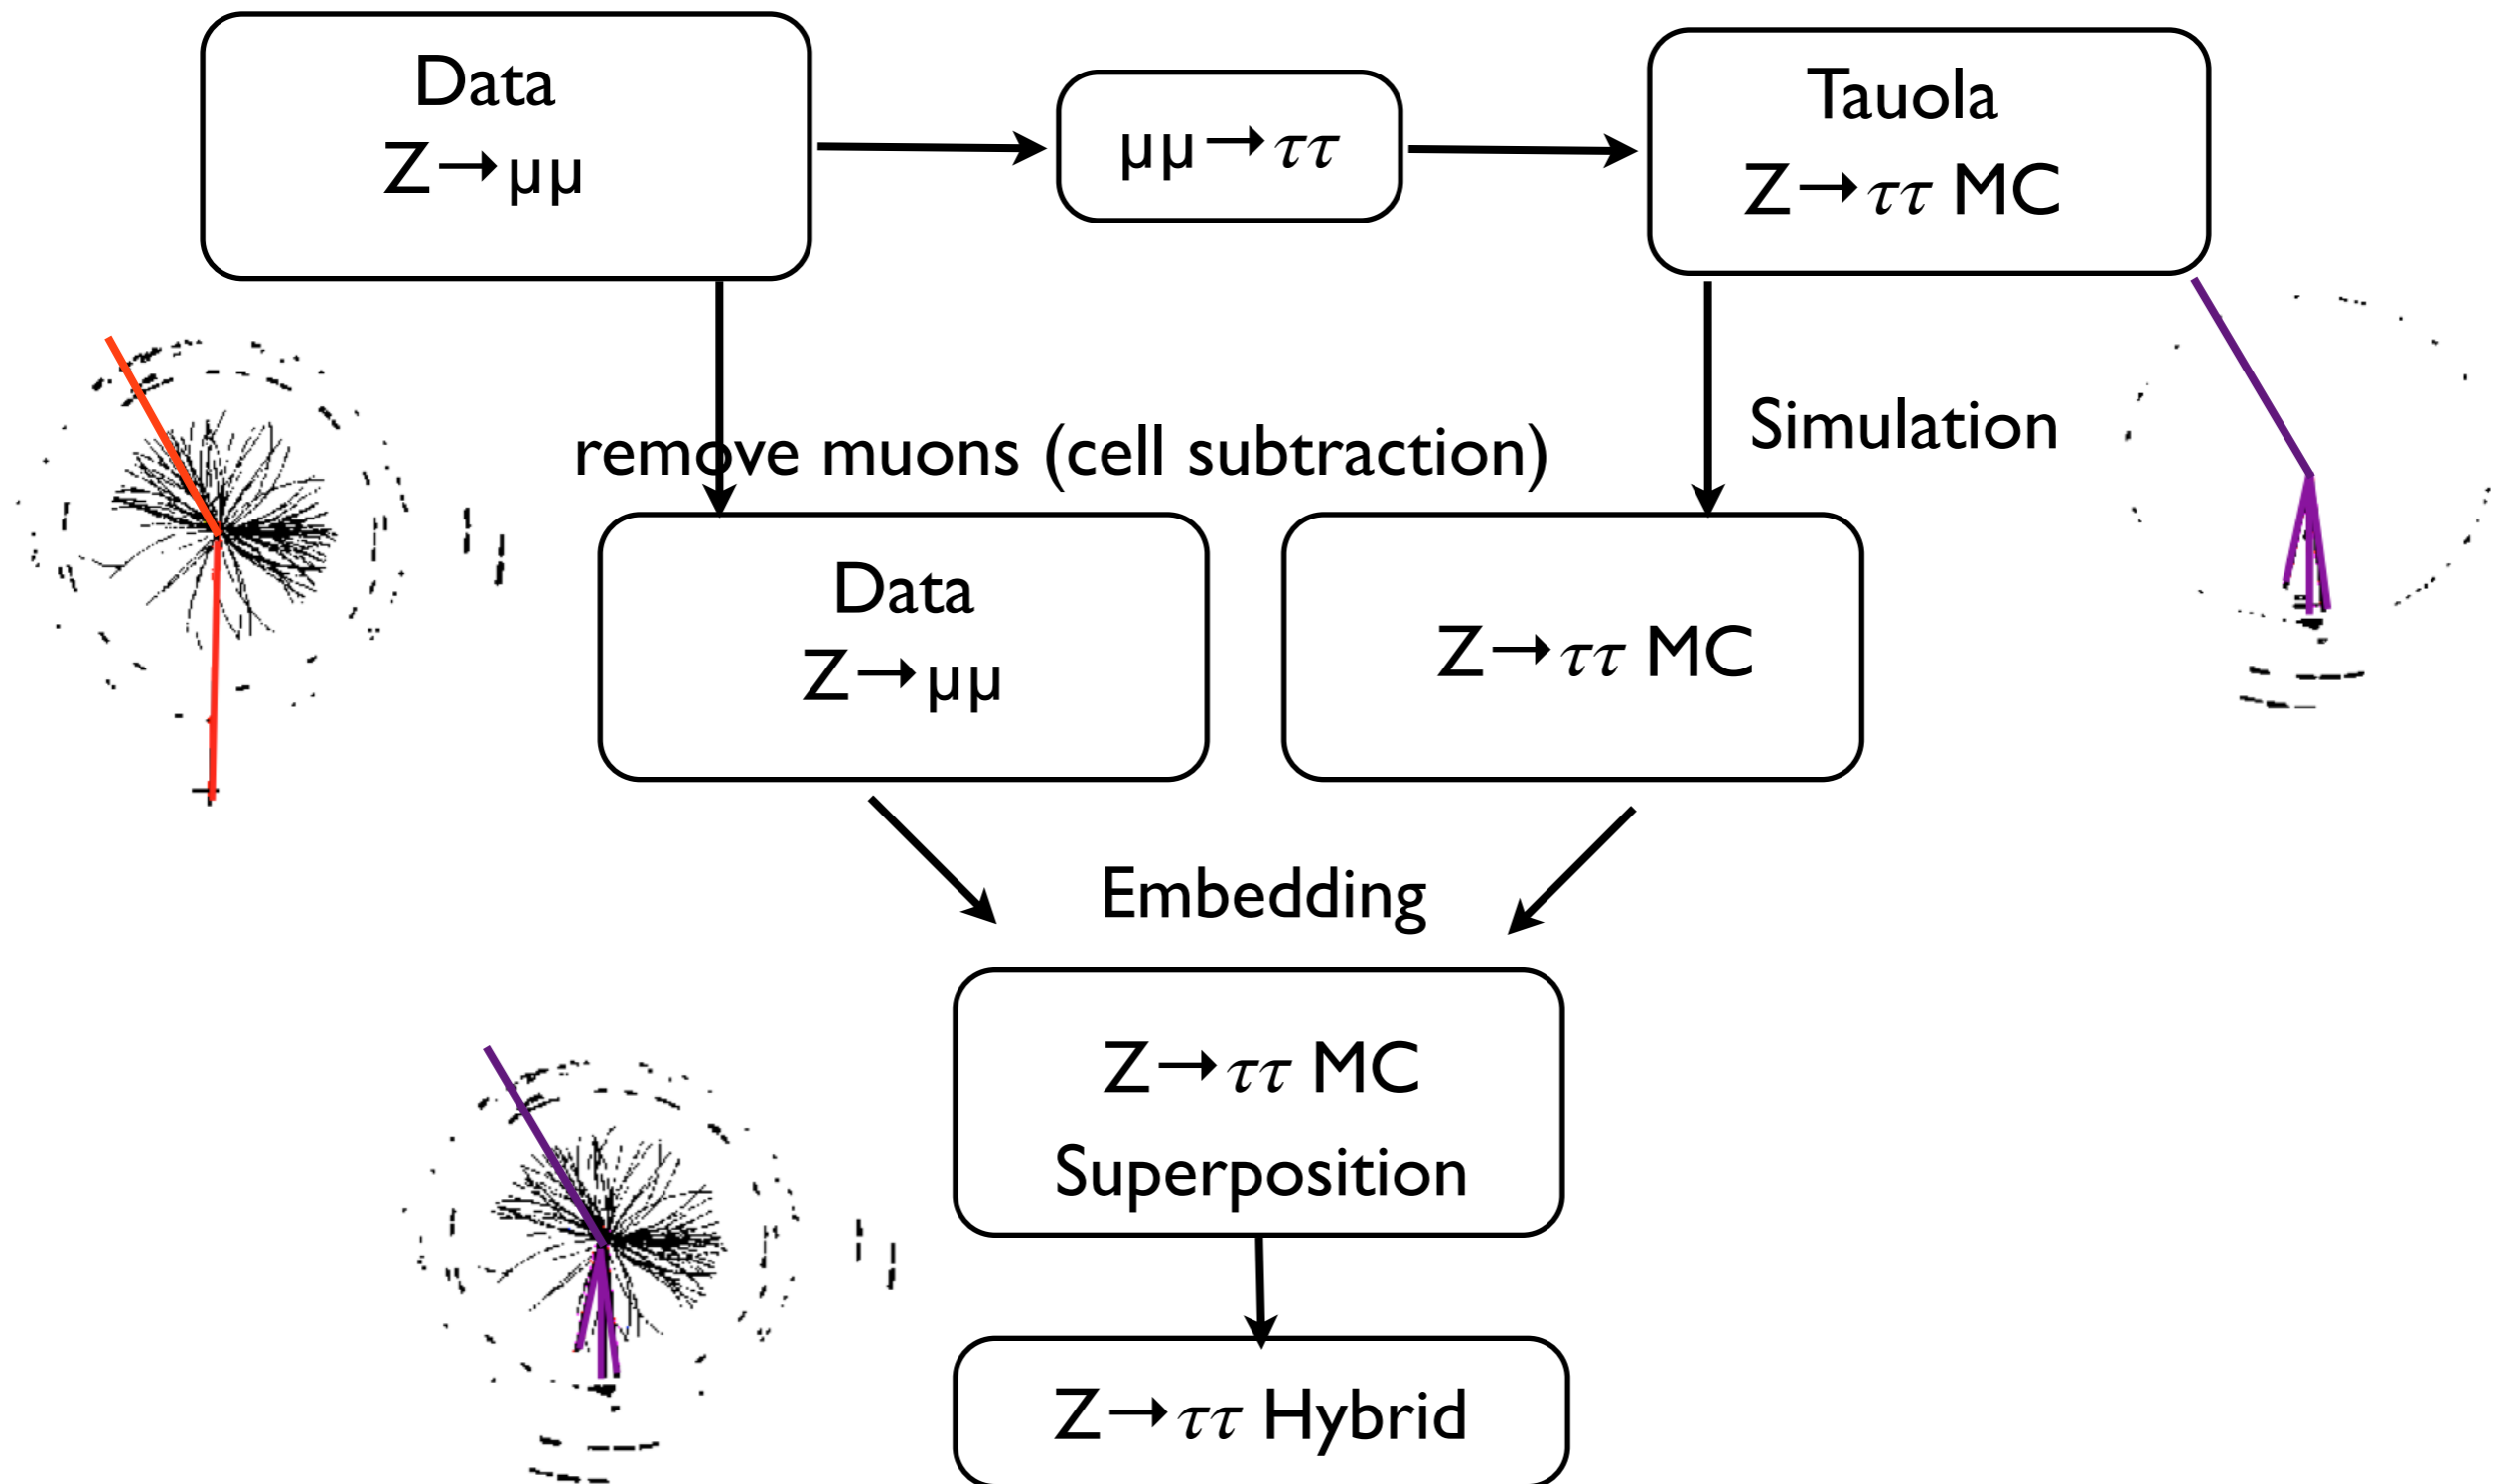 Data
Z→μμ
μμ→ττ
Tauola
Z→ττ MC
remove muons (cell subtraction)
Simulation
Data
Z→μμ
Z→ττ MC
Embedding
Z→ττ MC
Superposition
Z→ττ Hybrid